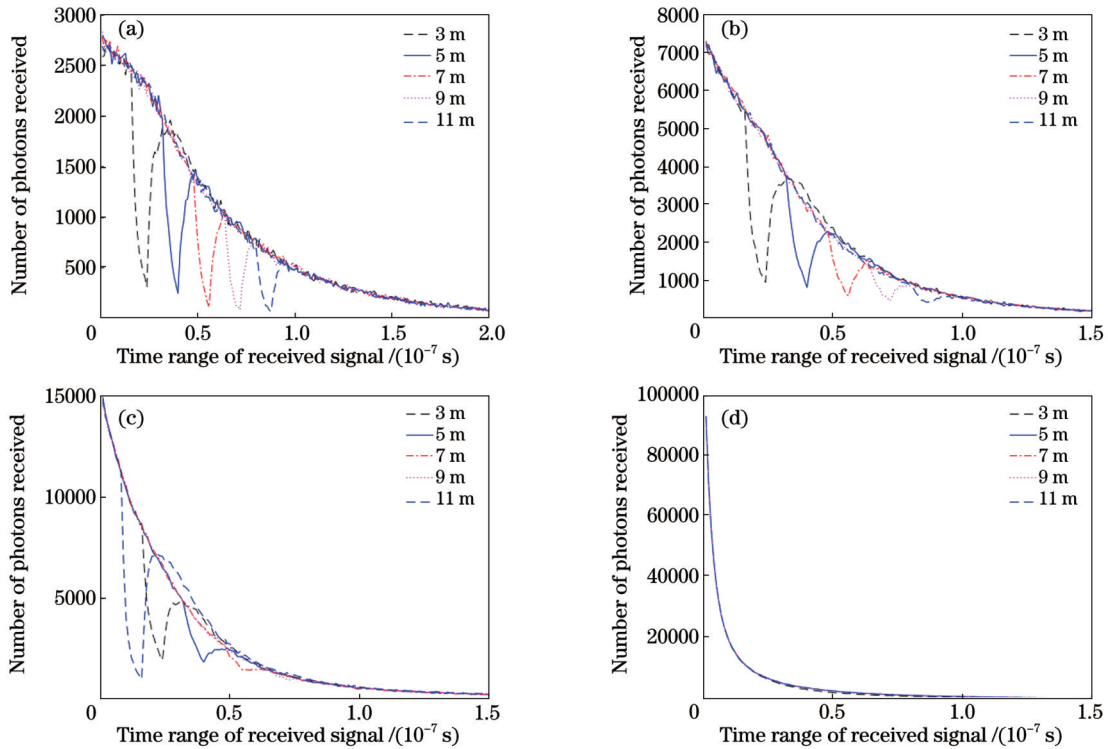 (a)
3000
2500
2000
1500
1000
500
0
0.5
1.0
1.5
2.0
Number of photons received
Time range of received signal /(10⁻⁷ s)
3 m
5 m
7 m
9 m
11 m
(b)
8000
7000
6000
5000
4000
3000
2000
1000
0
0.5
1.0
1.5
Number of photons received
Time range of received signal /(10⁻⁷ s)
3 m
5 m
7 m
9 m
11 m
(c)
15000
10000
5000
0
0.5
1.0
1.5
Number of photons received
Time range of received signal /(10⁻⁷ s)
3 m
5 m
7 m
9 m
11 m
(d)
100000
80000
60000
40000
20000
0
0.5
1.0
1.5
Number of photons received
Time range of received signal /(10⁻⁷ s)
3 m
5 m
7 m
9 m
11 m